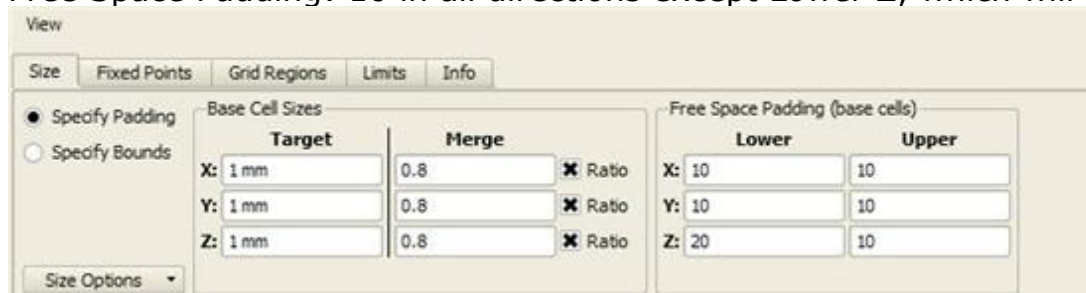 Free Space Padding: 10 in all directions except Lower Z, which will
View
Size Fixed Points Grid Regions Limits Info
Specify Padding
Specify Bounds
Base Cell Sizes
Target Merge
X: 1 mm 0.8 Ratio
Y: 1 mm 0.8 Ratio
Z: 1 mm 0.8 Ratio
Free Space Padding (base cells)
Lower Upper
X: 10 10
Y: 10 10
Z: 20 10
Size Options